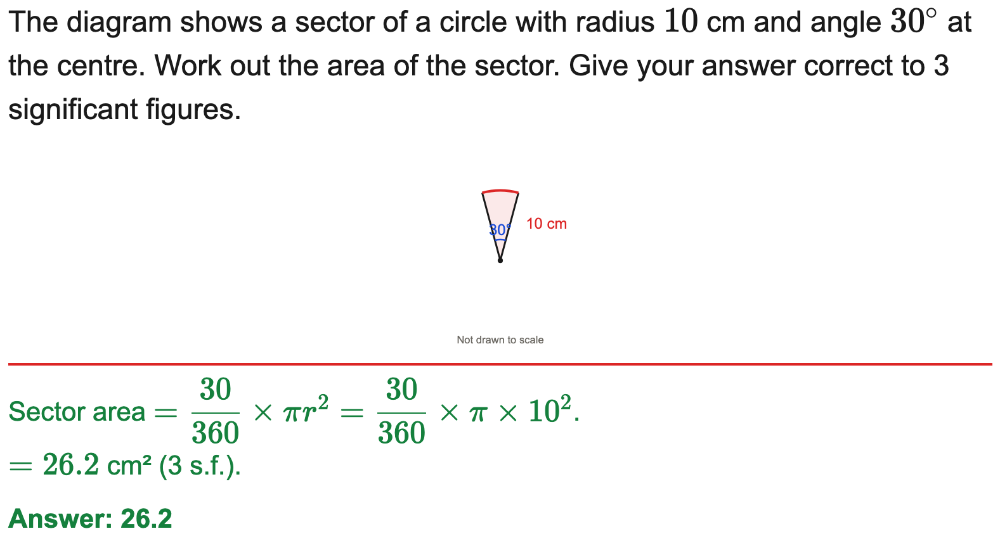 The diagram shows a sector of a circle with radius 10 cm and angle 30° at
the centre. Work out the area of the sector. Give your answer correct to 3
significant figures.
30°
10 cm
Not drawn to scale
Sector area = 30/360 × πr² = 30/360 × π × 10².
= 26.2 cm² (3 s.f.).
Answer: 26.2